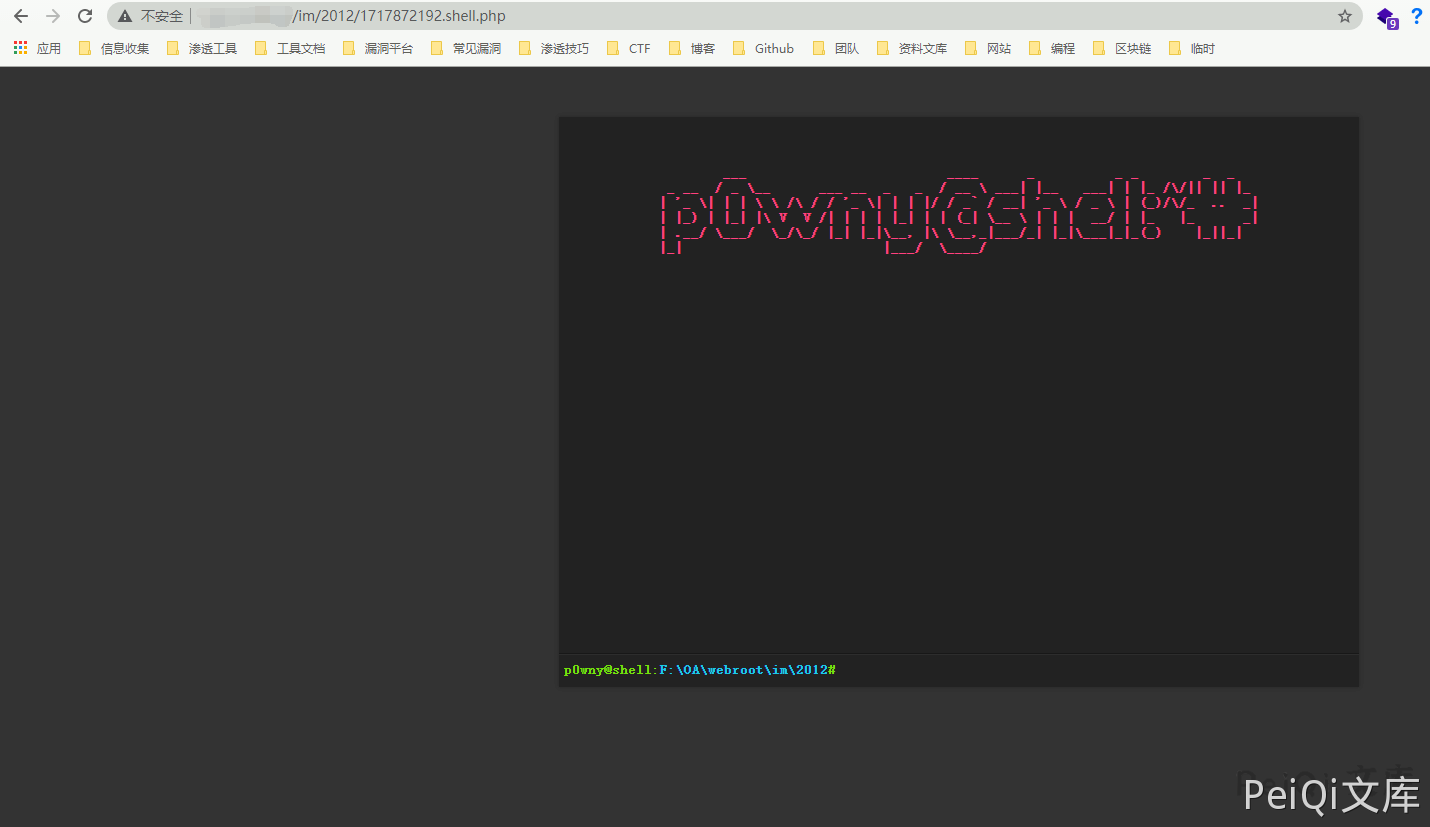 不安全 | /im/2012/1717872192.shell.php
9
?
应用 信息收集 渗透工具 工具文档 漏洞平台 常见漏洞 渗透技巧 CTF 博客 Github 团队 资料文库 网站 编程 区块链 临时
p0wny@shell:~#
p0wny@shell:F:\OA\webroot\im\2012#
PeiQi文库